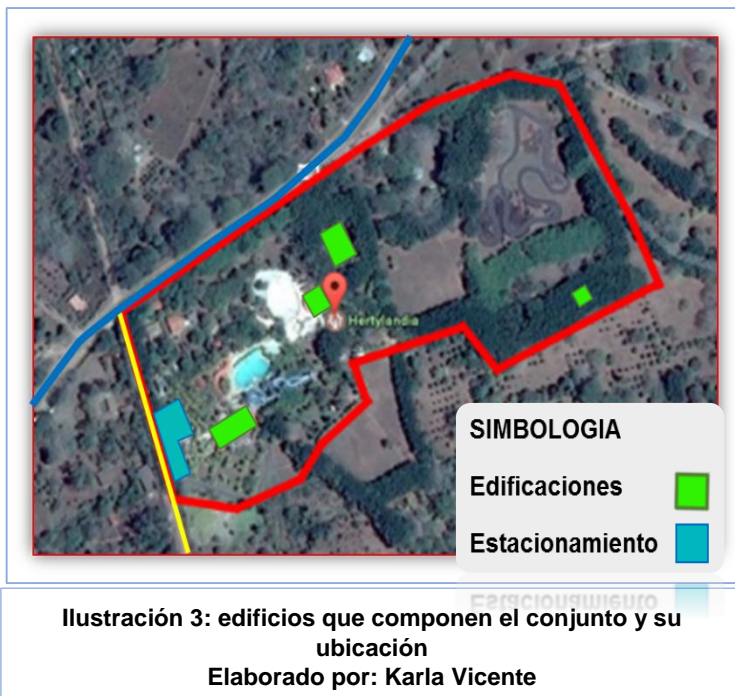 Hertylandia
SIMBOLOGIA
Edificaciones
Estacionamiento
Ilustración 3: edificios que componen el conjunto y su
ubicación
Elaborado por: Karla Vicente